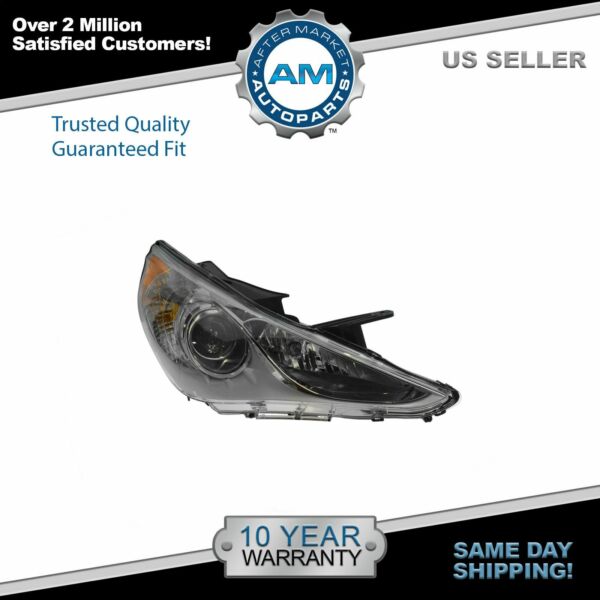 Over 2 Million
Satisfied Customers!
AFTER MARKET
AM
AUTOPARTS
TM
US SELLER
Trusted Quality
Guaranteed Fit
10 YEAR
WARRANTY
SAME DAY
SHIPPING!